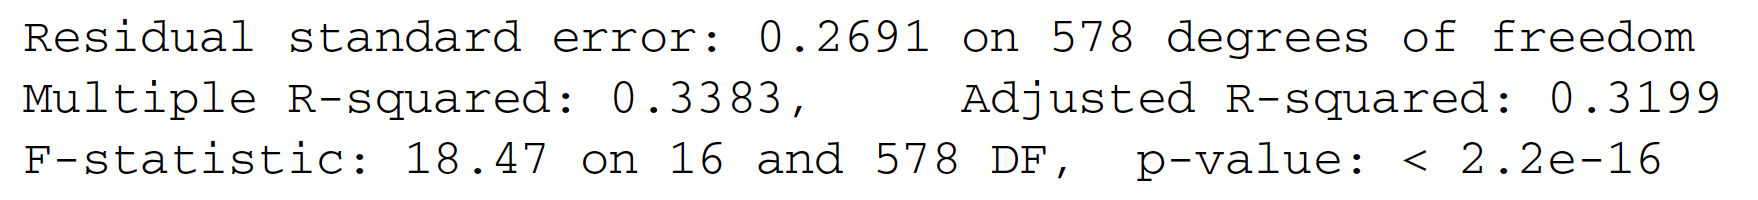 Residual standard error: 0.2691 on 578 degrees of freedom
Multiple R-squared: 0.3383,     Adjusted R-squared: 0.3199
F-statistic: 18.47 on 16 and 578 DF,  p-value: < 2.2e-16